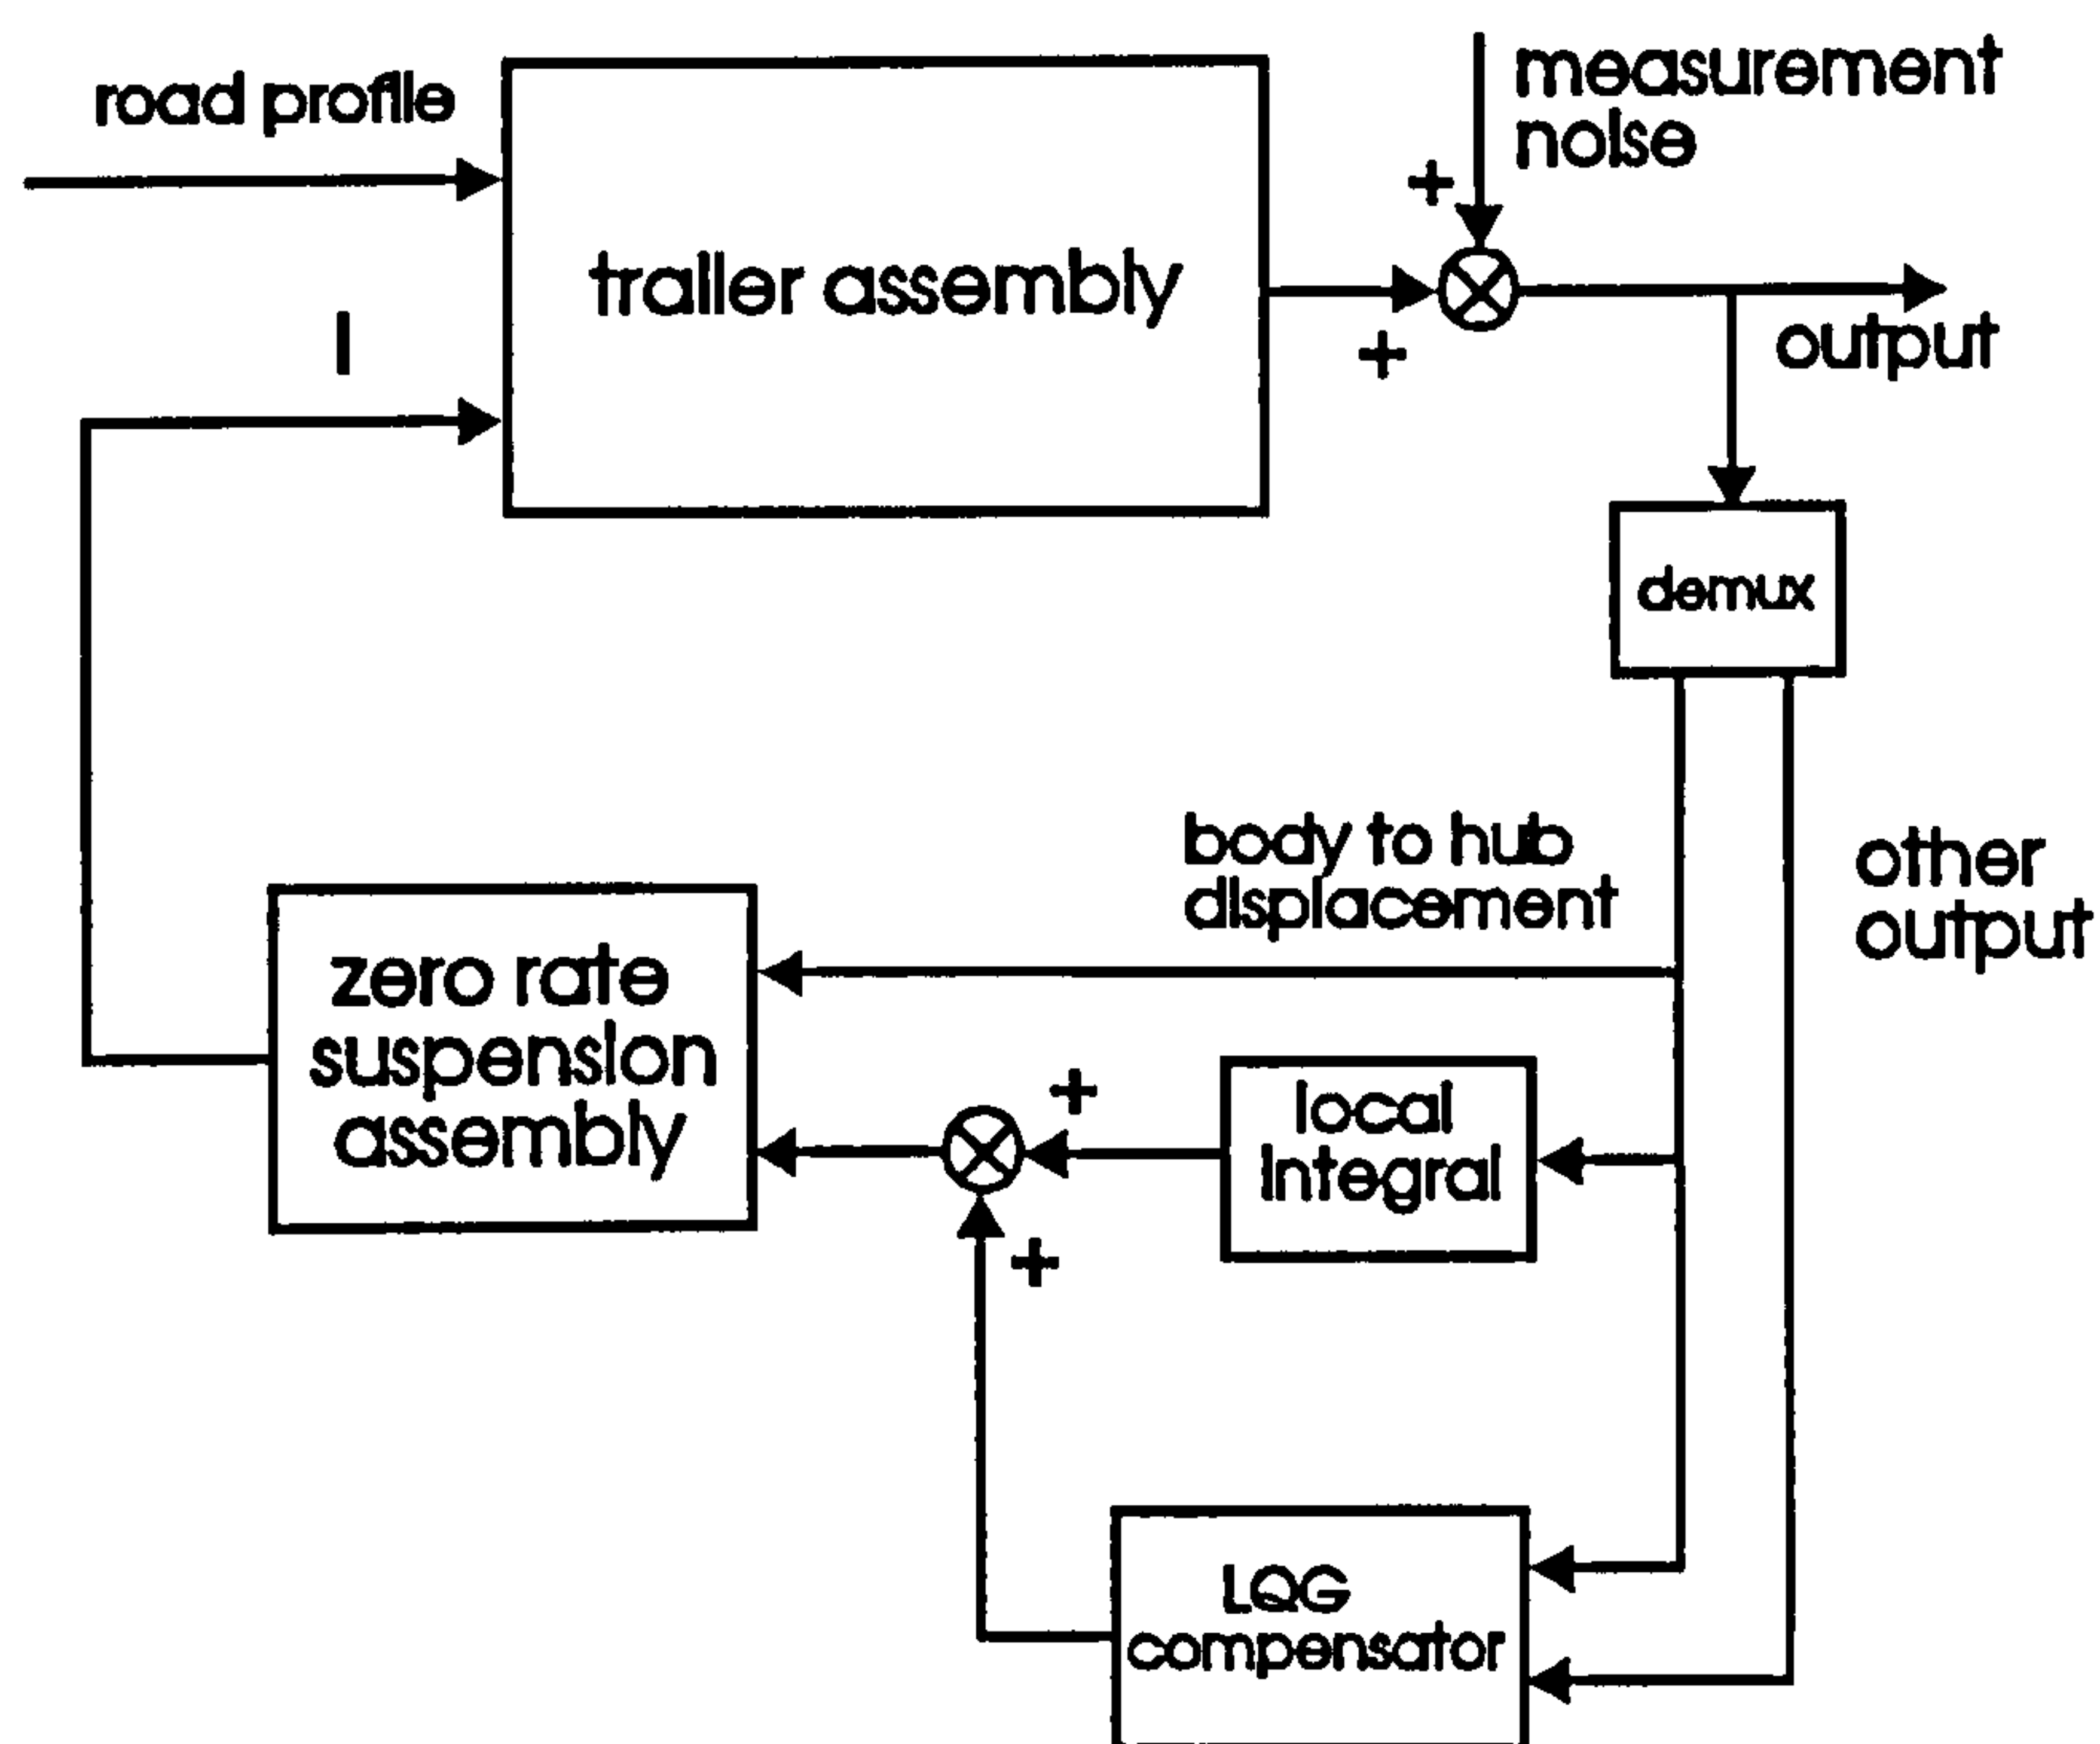 road profile
measurement
noise
+
trailer assembly
I
+
output
demux
body to hub
displacement
other
output
zero rate
suspension
assembly
+
local
integral
+
LQG
compensator